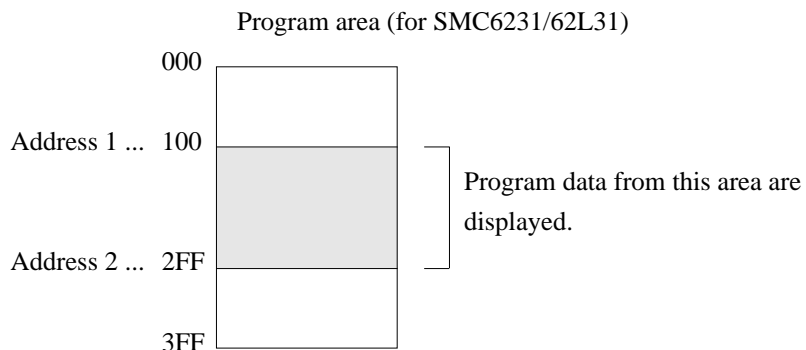 Program area (for SMC6231/62L31)
000
Address 1 ... 100
Program data from this area are
displayed.
Address 2 ... 2FF
3FF